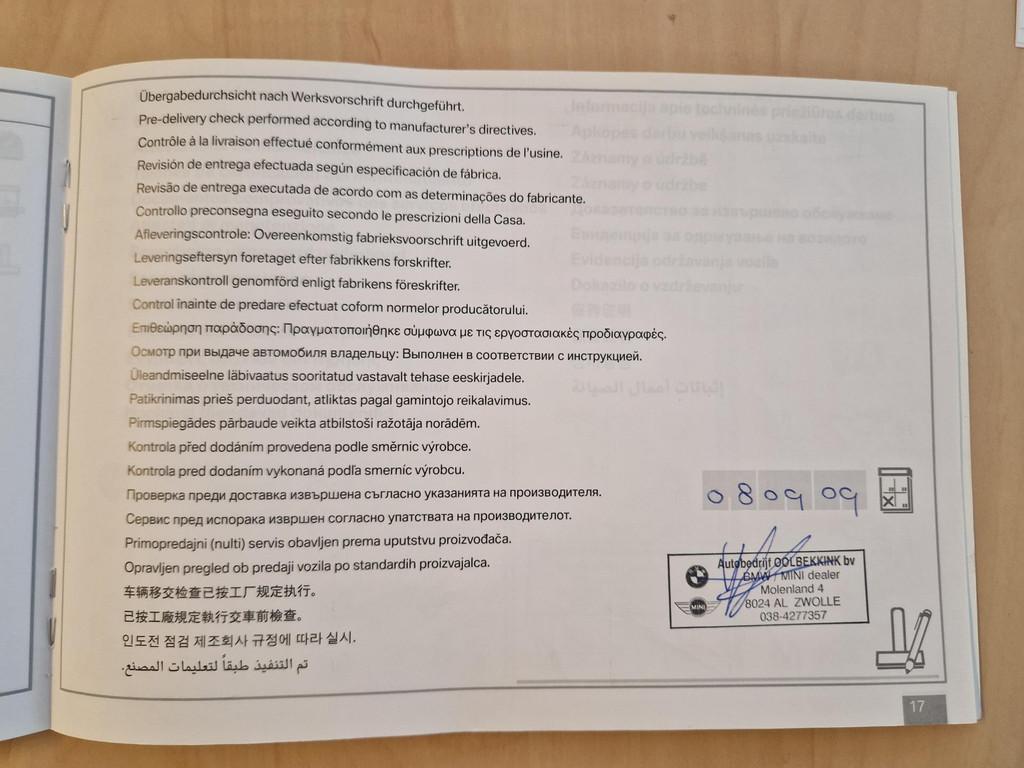 Übergabedurchsicht nach Werksvorschrift durchgeführt.
Pre-delivery check performed according to manufacturer's directives.
Contrôle à la livraison effectué conformément aux prescriptions de l'usine.
Revisión de entrega efectuada según especificación de fábrica.
Revisão de entrega executada de acordo com as determinações do fabricante.
Controllo preconsegna eseguito secondo le prescrizioni della Casa.
Afleveringscontrole: Overeenkomstig fabrieksvoorschrift uitgevoerd.
Leveringseftersyn foretaget efter fabrikkens forskrifter.
Leveranskontroll genomförd enligt fabrikens föreskrifter.
Control înainte de predare efectuat coform normelor producătorului.
Επιθεώρηση παράδοσης: Πραγματοποιήθηκε σύμφωνα με τις εργοστασιακές προδιαγραφές.
Осмотр при выдаче автомобиля владельцу: Выполнен в соответствии с инструкцией.
Üleandmiseelne läbivaatus sooritatud vastavalt tehase eeskirjadele.
Patikrinimas prieš perduodant, atliktas pagal gamintojo reikalavimus.
Pirmspiegādes pārbaude veikta atbilstoši ražotāja norādēm.
Kontrola před dodáním provedena podle směrnic výrobce.
Kontrola pred dodaním vykonaná podľa smerníc výrobcu.
Проверка преди доставка извършена съгласно указанията на производителя.
Сервис пред испорака извршен согласно упатствата на производителот.
Primopredajni (nulti) servis obavljen prema uputstvu proizvođača.
Opravljen pregled ob predaji vozila po standardih proizvajalca.
车辆移交检查已按工厂规定执行。
已按工廠規定執行交車前檢查。
인도전 점검 제조회사 규정에 따라 실시.
تم التنفيذ طبقاً لتعليمات المصنع.
08 09 09
Autobedrijf OOLBEKKINK bv
BMW / MINI dealer
Molenland 4
8024 AL ZWOLLE
038-4277357
MINI
17